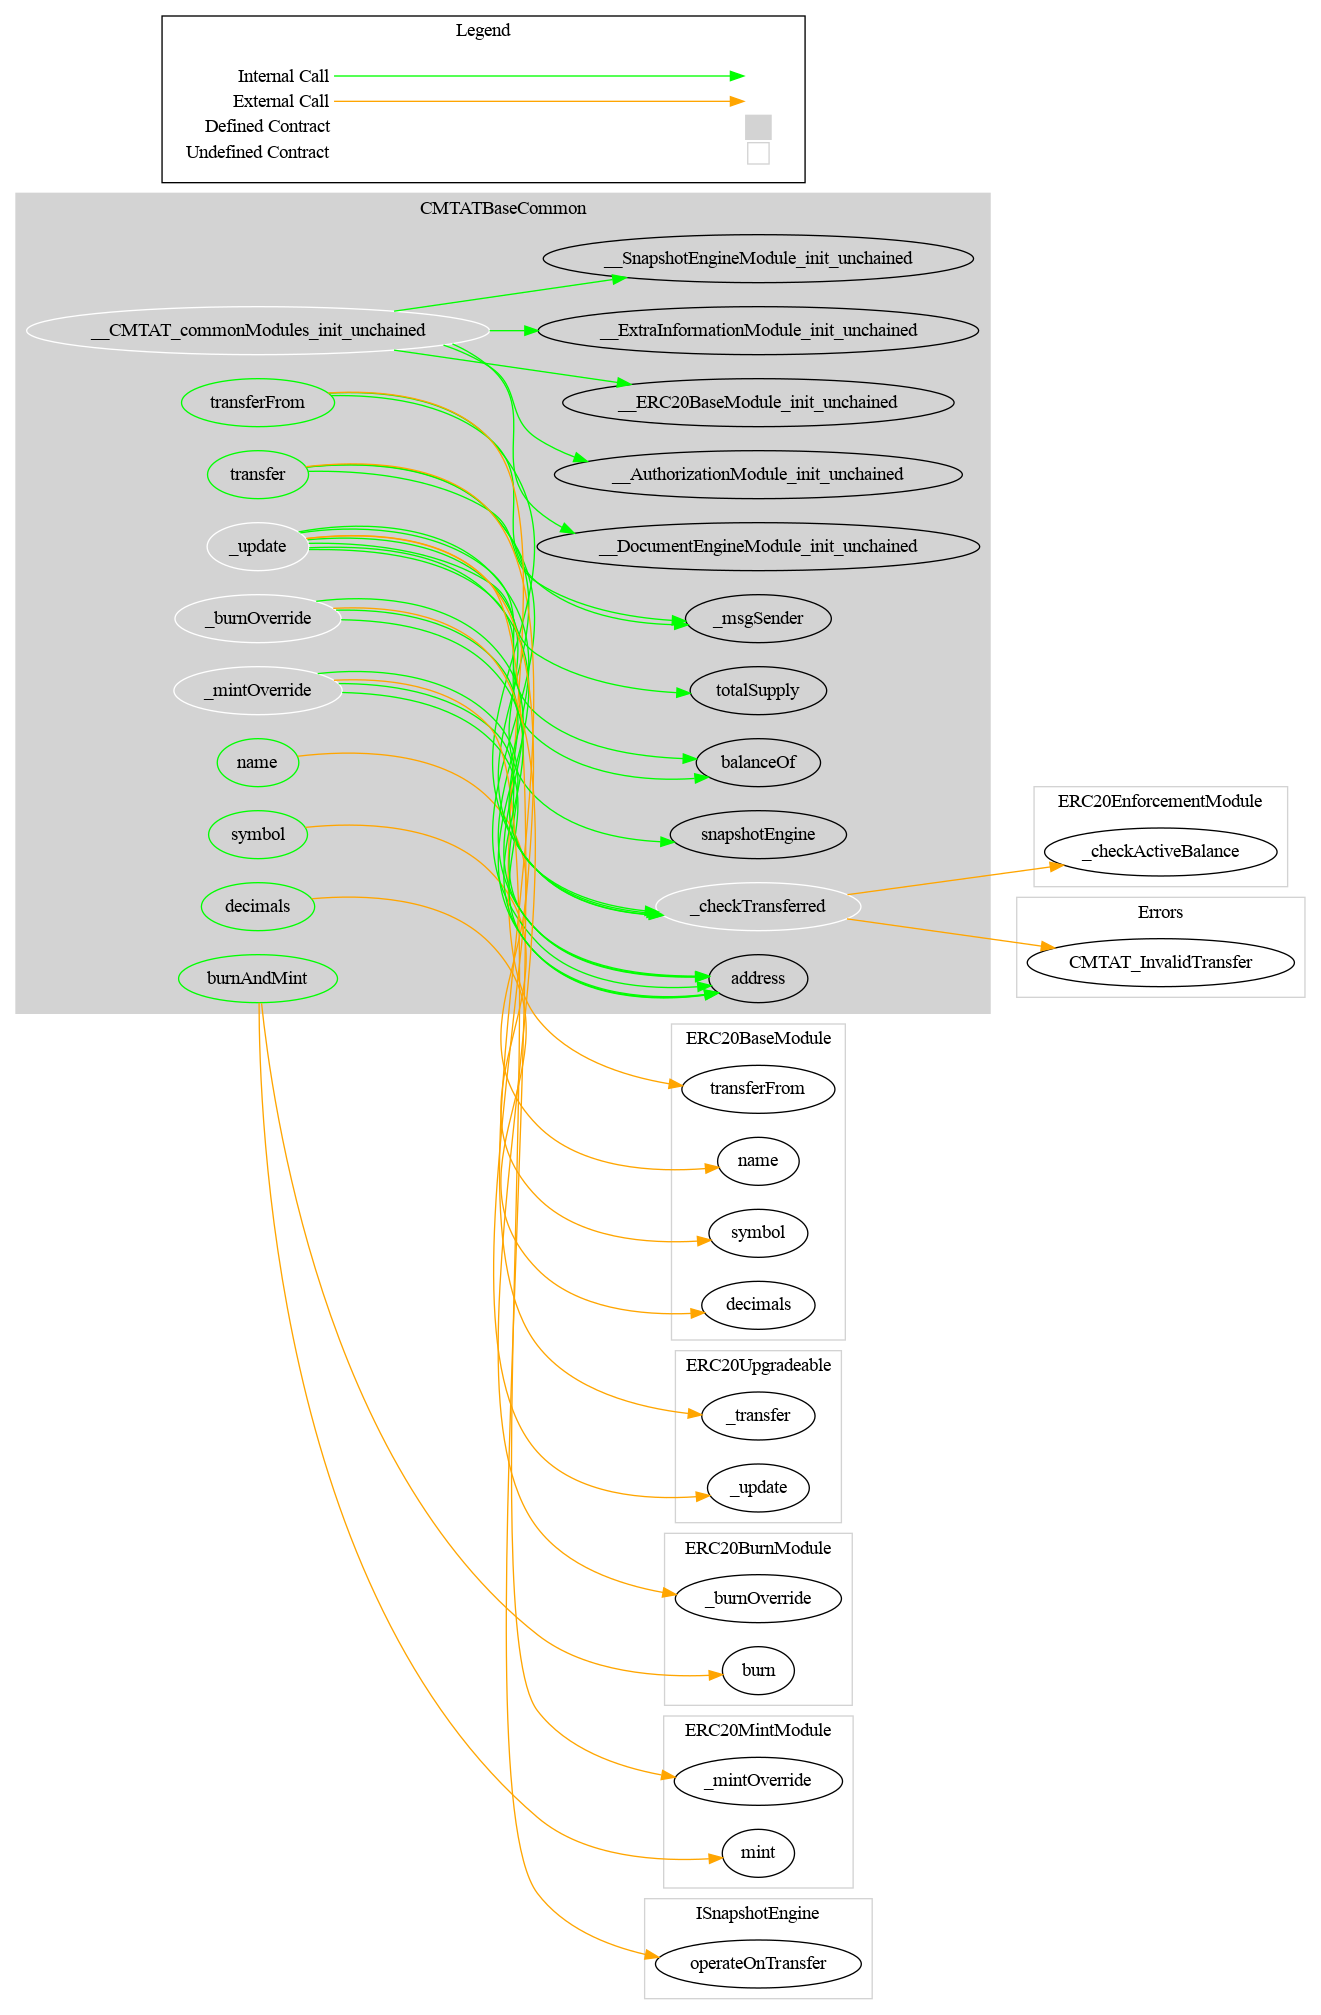 Legend
Internal Call
External Call
Defined Contract
Undefined Contract
CMTATBaseCommon
__SnapshotEngineModule_init_unchained
__CMTAT_commonModules_init_unchained
__ExtraInformationModule_init_unchained
transferFrom
__ERC20BaseModule_init_unchained
transfer
__AuthorizationModule_init_unchained
_update
__DocumentEngineModule_init_unchained
_burnOverride
_msgSender
_mintOverride
totalSupply
name
balanceOf
symbol
snapshotEngine
decimals
_checkTransferred
burnAndMint
address
ERC20EnforcementModule
_checkActiveBalance
Errors
CMTAT_InvalidTransfer
ERC20BaseModule
transferFrom
name
symbol
decimals
ERC20Upgradeable
_transfer
_update
ERC20BurnModule
_burnOverride
burn
ERC20MintModule
_mintOverride
mint
ISnapshotEngine
operateOnTransfer